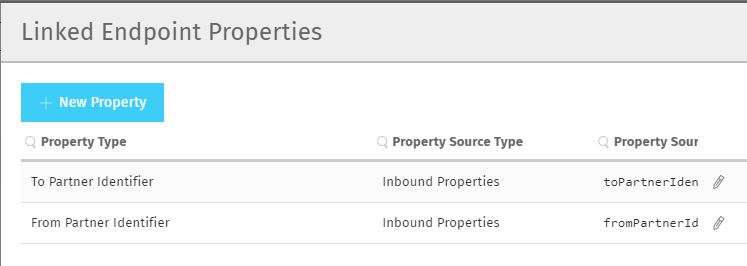 Linked Endpoint Properties
+ New Property
Property Type Property Source Type Property Sour
To Partner Identifier Inbound Properties toPartnerIden
From Partner Identifier Inbound Properties fromPartnerId